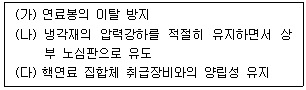 (가) 연료봉의 이탈 방지
(나) 냉각재의 압력강하를 적절히 유지하면서 상
부 노심판으로 유도
(다) 핵연료 집합체 취급장비와의 양립성 유지